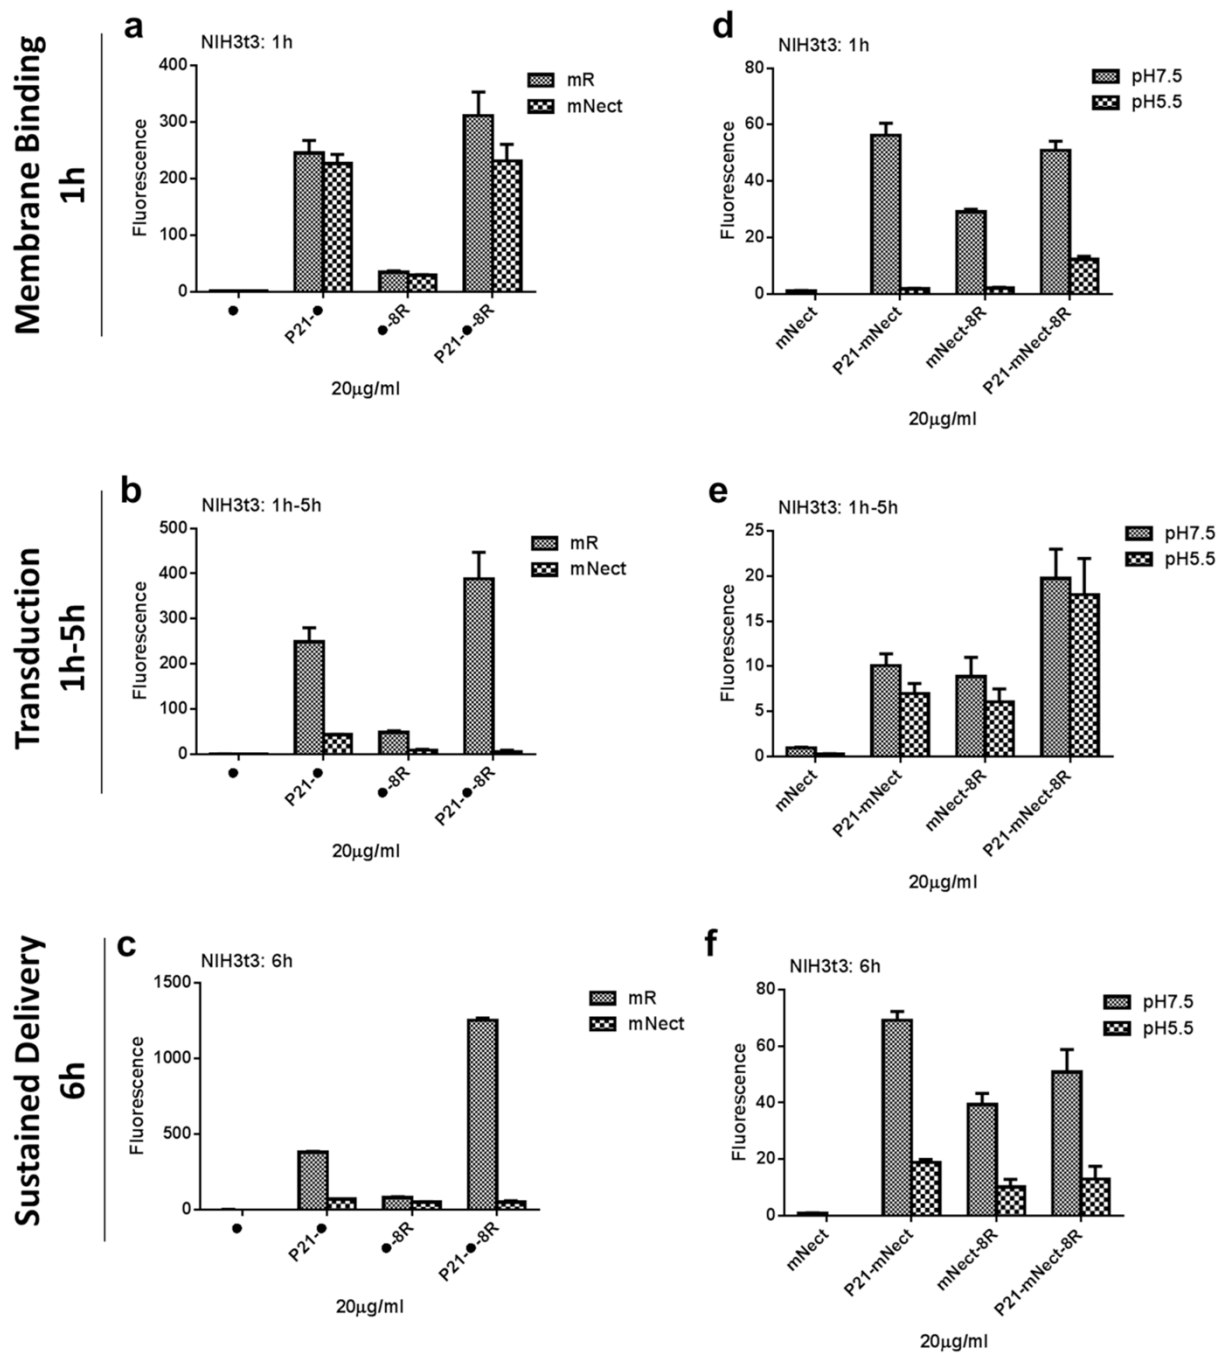 Membrane Binding
1h
a
NIH3t3: 1h
400
300
200
100
0
Fluorescence
mR
mNect
●
P21-●
●-8R
P21-●-8R
20μg/ml
d
NIH3t3: 1h
80
60
40
20
0
Fluorescence
pH7.5
pH5.5
mNect
P21-mNect
mNect-8R
P21-mNect-8R
20μg/ml
Transduction
1h-5h
b
NIH3t3: 1h-5h
500
400
300
200
100
0
Fluorescence
mR
mNect
●
P21-●
●-8R
P21-●-8R
20μg/ml
e
NIH3t3: 1h-5h
25
20
15
10
5
0
Fluorescence
pH7.5
pH5.5
mNect
P21-mNect
mNect-8R
P21-mNect-8R
20μg/ml
Sustained Delivery
6h
c
NIH3t3: 6h
1500
1000
500
0
Fluorescence
mR
mNect
●
P21-●
●-8R
P21-●-8R
20μg/ml
f
NIH3t3: 6h
80
60
40
20
0
Fluorescence
pH7.5
pH5.5
mNect
P21-mNect
mNect-8R
P21-mNect-8R
20μg/ml